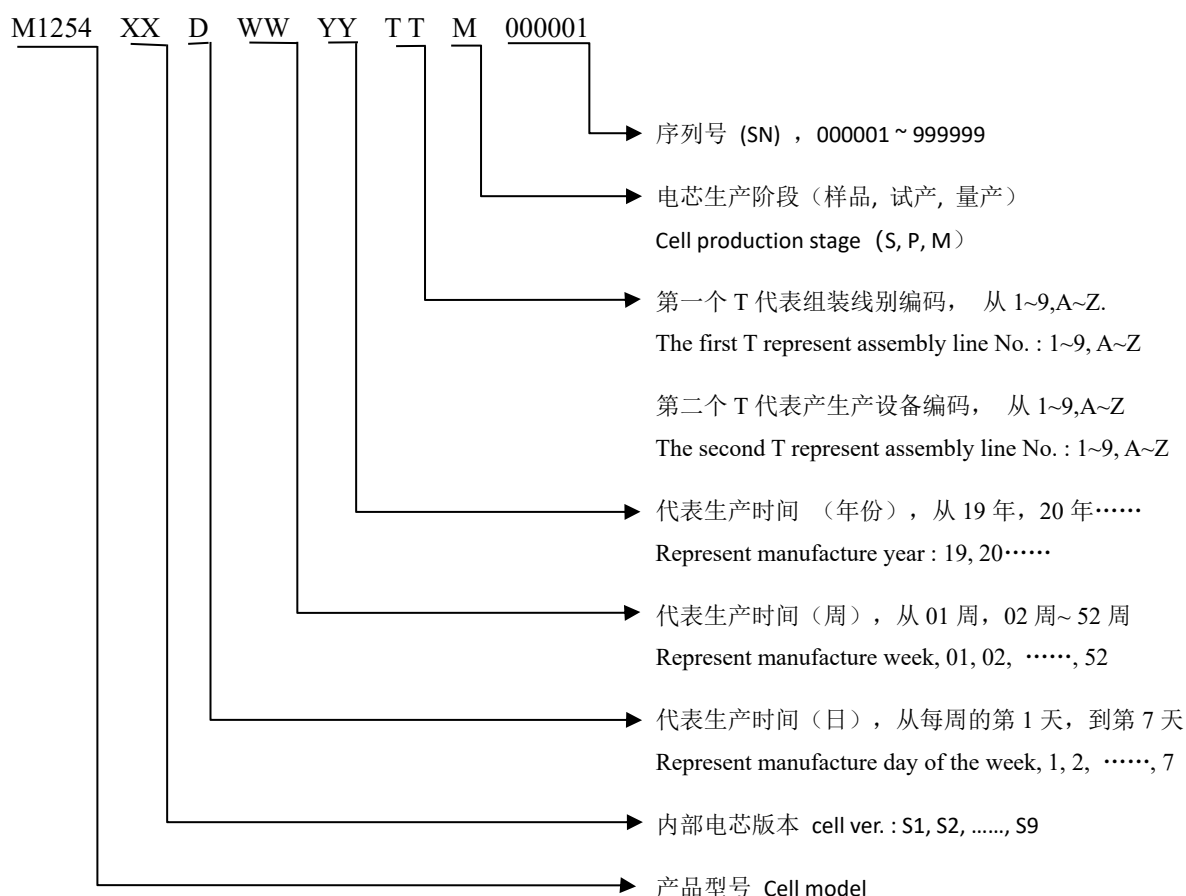 M1254 XX D WW YY T T M 000001
序列号 (SN) ，000001 ~ 999999
电芯生产阶段（样品, 试产, 量产）
Cell production stage（S, P, M）
第一个 T 代表组装线别编码， 从 1~9,A~Z.
The first T represent assembly line No. : 1~9, A~Z
第二个 T 代表产生产设备编码， 从 1~9,A~Z
The second T represent assembly line No. : 1~9, A~Z
代表生产时间 （年份），从 19 年，20 年……
Represent manufacture year : 19, 20……
代表生产时间（周），从 01 周，02 周~ 52 周
Represent manufacture week, 01, 02, ……, 52
代表生产时间（日），从每周的第 1 天，到第 7 天
Represent manufacture day of the week, 1, 2, ……, 7
内部电芯版本 cell ver. : S1, S2, ……, S9
产品型号 Cell model